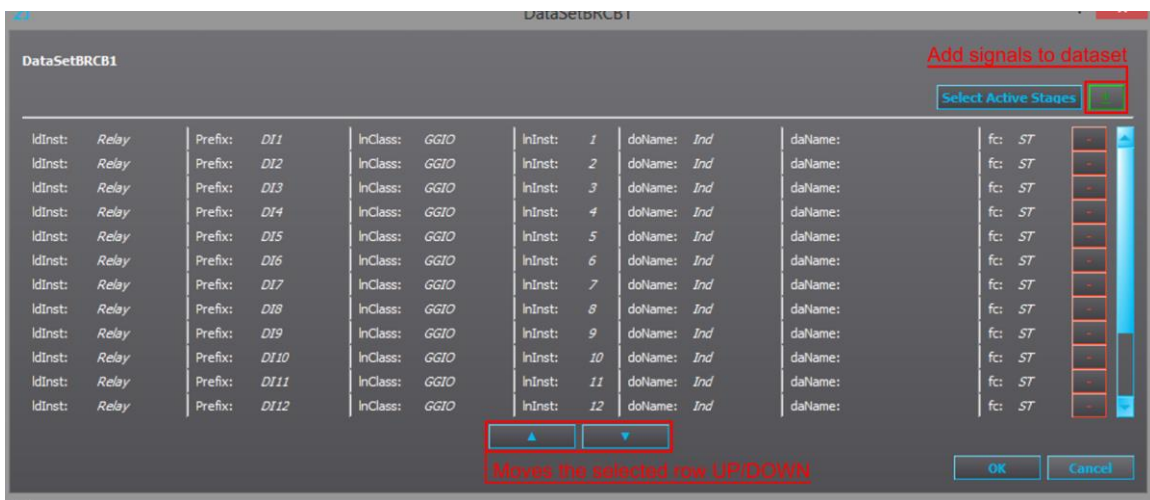 DataSetBRCB1
DataSetBRCB1
Add signals to dataset
Select Active Stages
ldInst: Relay Prefix: DI1 lnClass: GGIO lnInst: 1 doName: Ind daName: fc: ST -
ldInst: Relay Prefix: DI2 lnClass: GGIO lnInst: 2 doName: Ind daName: fc: ST -
ldInst: Relay Prefix: DI3 lnClass: GGIO lnInst: 3 doName: Ind daName: fc: ST -
ldInst: Relay Prefix: DI4 lnClass: GGIO lnInst: 4 doName: Ind daName: fc: ST -
ldInst: Relay Prefix: DI5 lnClass: GGIO lnInst: 5 doName: Ind daName: fc: ST -
ldInst: Relay Prefix: DI6 lnClass: GGIO lnInst: 6 doName: Ind daName: fc: ST -
ldInst: Relay Prefix: DI7 lnClass: GGIO lnInst: 7 doName: Ind daName: fc: ST -
ldInst: Relay Prefix: DI8 lnClass: GGIO lnInst: 8 doName: Ind daName: fc: ST -
ldInst: Relay Prefix: DI9 lnClass: GGIO lnInst: 9 doName: Ind daName: fc: ST -
ldInst: Relay Prefix: DI10 lnClass: GGIO lnInst: 10 doName: Ind daName: fc: ST -
ldInst: Relay Prefix: DI11 lnClass: GGIO lnInst: 11 doName: Ind daName: fc: ST -
ldInst: Relay Prefix: DI12 lnClass: GGIO lnInst: 12 doName: Ind daName: fc: ST -
▲ ▼
Moves the selected row UP/DOWN
OK Cancel